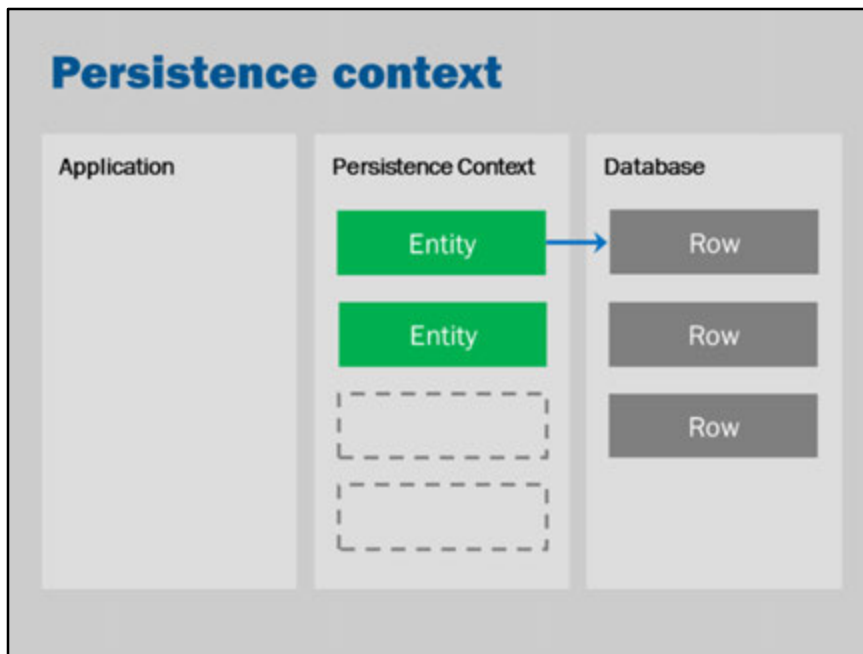 Persistence context
Application
Persistence Context
Database
Entity
Row
Entity
Row
Row